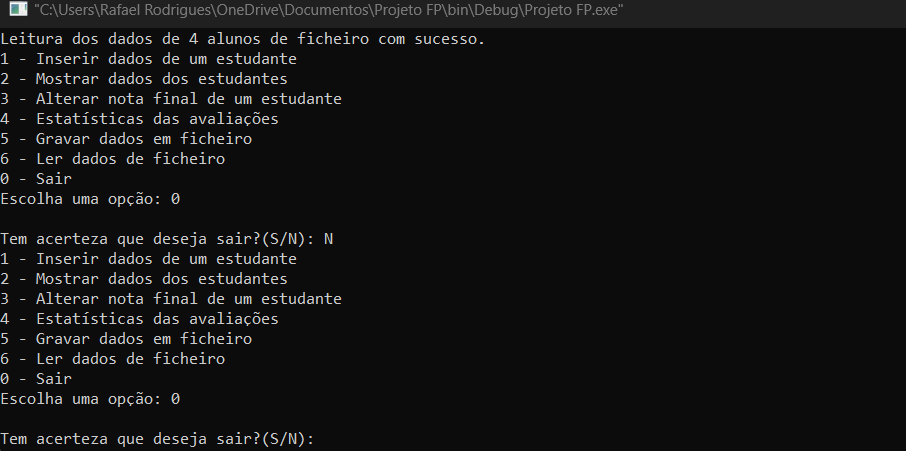 "C:\Users\Rafael Rodrigues\OneDrive\Documentos\Projeto FP\bin\Debug\Projeto FP.exe"
Leitura dos dados de 4 alunos de ficheiro com sucesso.
1 - Inserir dados de um estudante
2 - Mostrar dados dos estudantes
3 - Alterar nota final de um estudante
4 - Estatísticas das avaliações
5 - Gravar dados em ficheiro
6 - Ler dados de ficheiro
0 - Sair
Escolha uma opção: 0
Tem acerteza que deseja sair?(S/N): N
1 - Inserir dados de um estudante
2 - Mostrar dados dos estudantes
3 - Alterar nota final de um estudante
4 - Estatísticas das avaliações
5 - Gravar dados em ficheiro
6 - Ler dados de ficheiro
0 - Sair
Escolha uma opção: 0
Tem acerteza que deseja sair?(S/N):